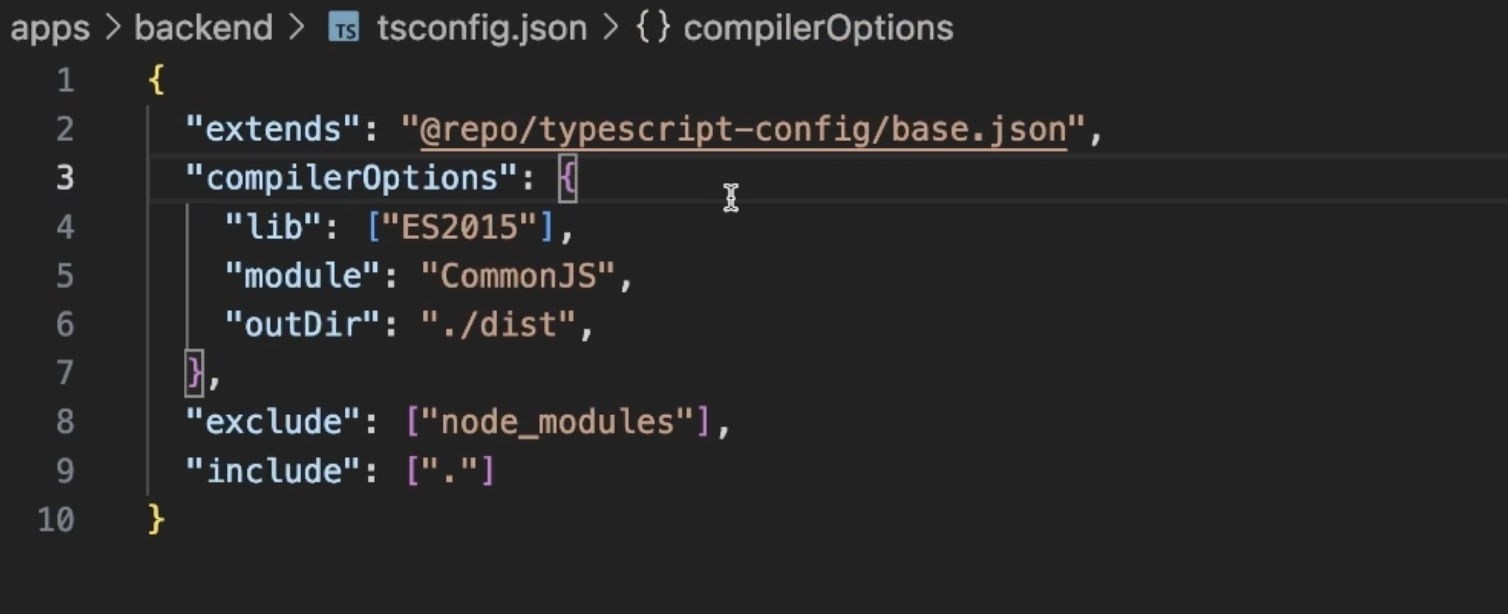 apps > backend > TS tsconfig.json > {} compilerOptions
1 {
2 "extends": "@repo/typescript-config/base.json",
3 "compilerOptions": {
4 "lib": ["ES2015"],
5 "module": "CommonJS",
6 "outDir": "./dist",
7 },
8 "exclude": ["node_modules"],
9 "include": ["."]
10 }